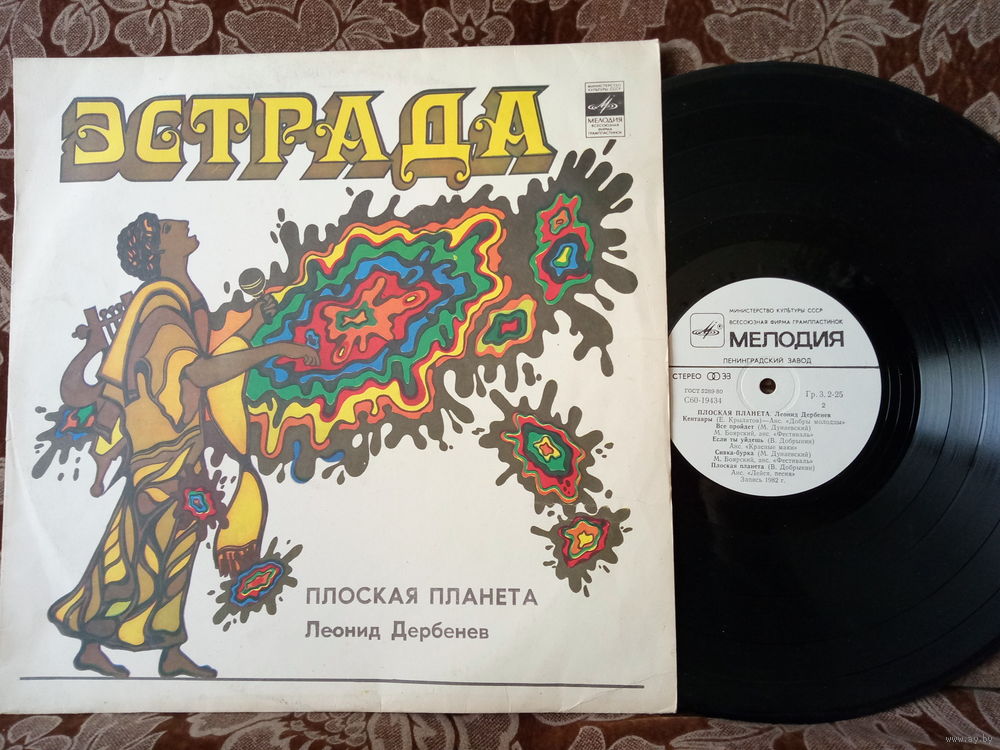 ЭСТРАДА
МИНИСТЕРСТВО
КУЛЬТУРЫ СССР
МЕЛОДИЯ
ВСЕСОЮЗНАЯ
ФИРМА
ГРАМПЛАСТИНОК
ПЛОСКАЯ ПЛАНЕТА
Леонид Дербенев
МИНИСТЕРСТВО КУЛЬТУРЫ СССР
ВСЕСОЮЗНАЯ ФИРМА ГРАМПЛАСТИНОК
МЕЛОДИЯ
ЛЕНИНГРАДСКИЙ ЗАВОД
СТЕРЕО 33
ГОСТ 5289-80
С60-19434
Гр. 3. 2-25
2
ПЛОСКАЯ ПЛАНЕТА. Леонид Дербенев
Кентавры (Е. Крылатов)—Анс. «Добры молодцы»
Все пройдет (М. Дунаевский)
М. Боярский, анс. «Фестиваль»
Если ты уйдешь (В. Добрынин)
Анс. «Красные маки»
Сивка-бурка (М. Дунаевский)
М. Боярский, анс. «Фестиваль»
Плоская планета (В. Добрынин)
Анс. «Лейся, песня»
Запись 1982 г.
www.ay.by